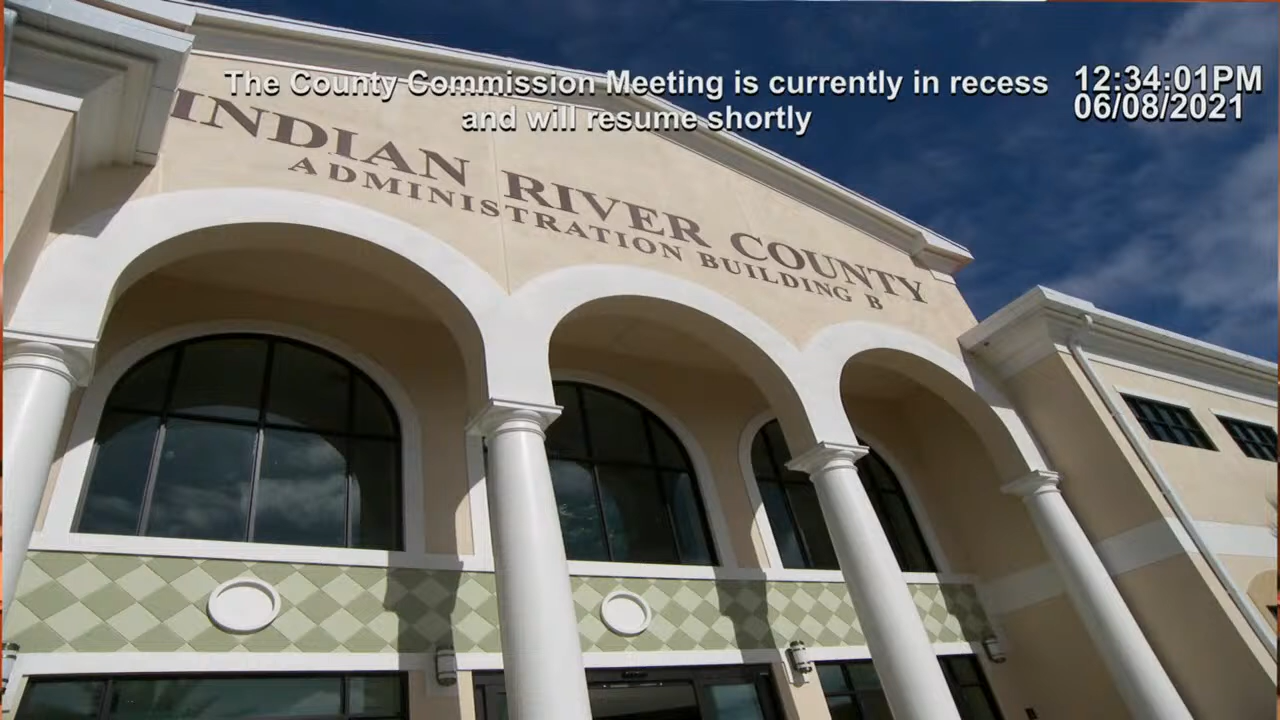 The County Commission Meeting is currently in recess
and will resume shortly
12:34:01PM
06/08/2021
INDIAN RIVER COUNTY
ADMINISTRATION BUILDING B